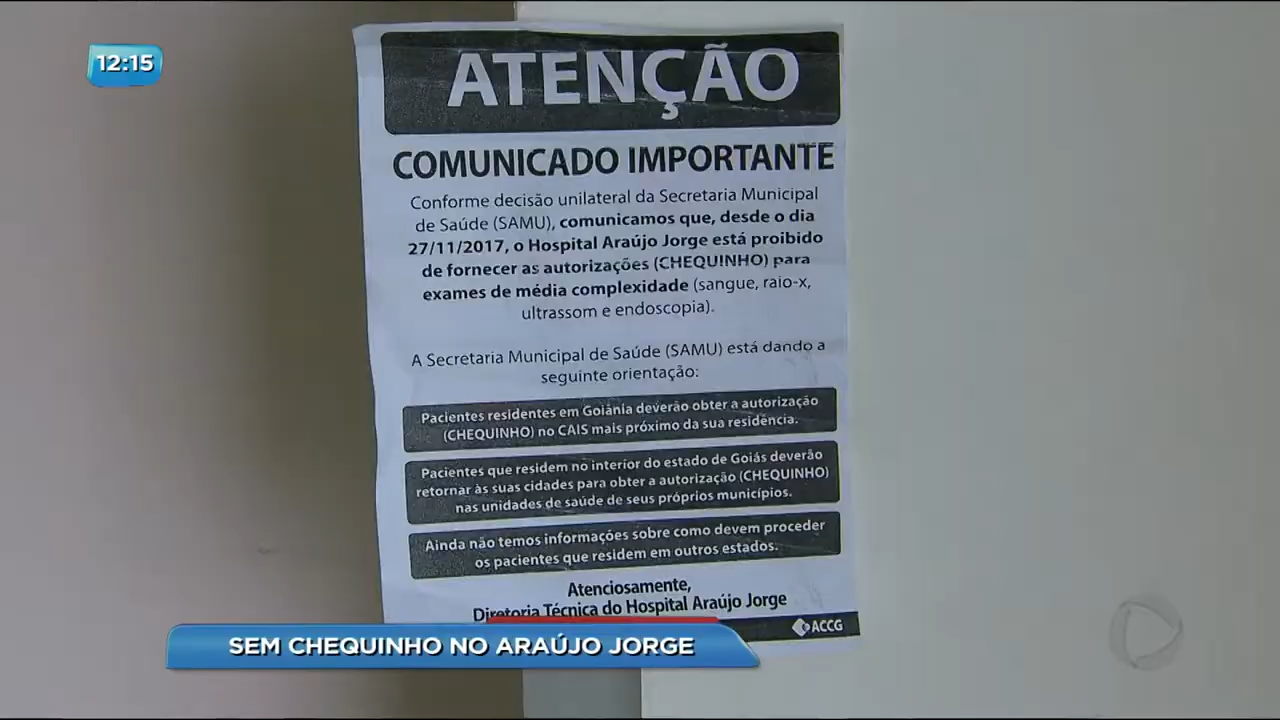 12:15
ATENÇÃO
COMUNICADO IMPORTANTE
Conforme decisão unilateral da Secretaria Municipal
de Saúde (SAMU), comunicamos que, desde o dia
27/11/2017, o Hospital Araújo Jorge está proibido
de fornecer as autorizações (CHEQUINHO) para
exames de média complexidade (sangue, raio-x,
ultrassom e endoscopia).
A Secretaria Municipal de Saúde (SAMU) está dando a
seguinte orientação:
Pacientes residentes em Goiânia deverão obter a autorização
(CHEQUINHO) no CAIS mais próximo da sua residência.
Pacientes que residem no interior do estado de Goiás deverão
retornar às suas cidades para obter a autorização (CHEQUINHO)
nas unidades de saúde de seus próprios municípios.
Ainda não temos informações sobre como devem proceder
os pacientes que residem em outros estados.
Atenciosamente,
Diretoria Técnica do Hospital Araújo Jorge
ACCG
SEM CHEQUINHO NO ARAÚJO JORGE